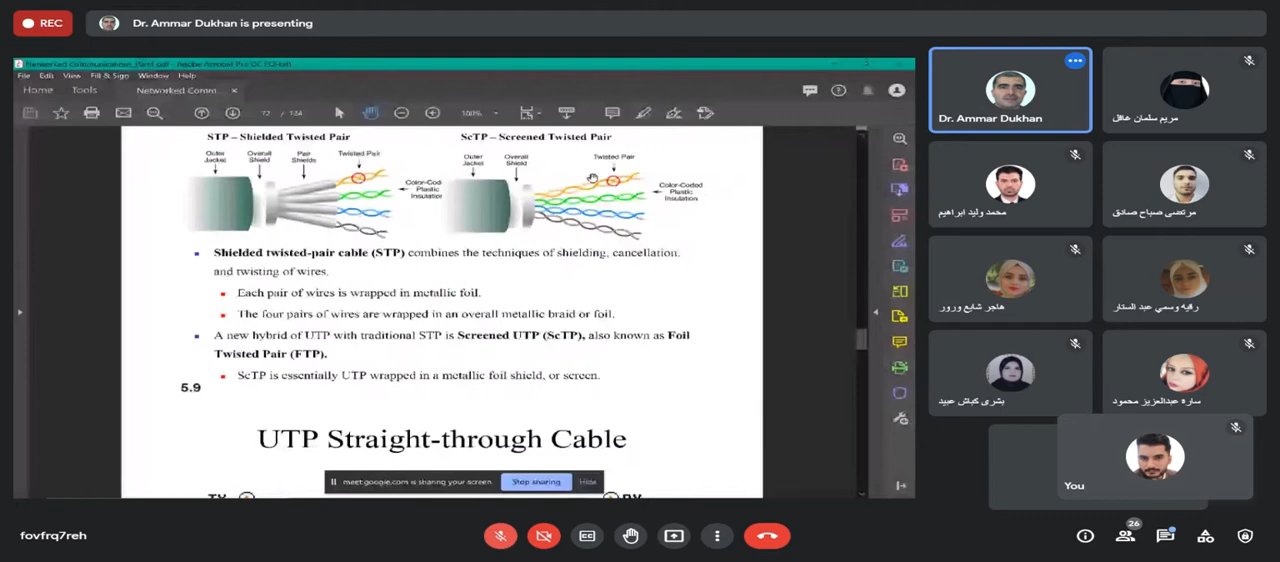 REC
Dr. Ammar Dukhan is presenting
File Edit View Fill & Sign Window Help
Home Tools Networked Comm... ×
100%
STP – Shielded Twisted Pair
ScTP – Screened Twisted Pair
Outer Jacket
Overall Shield
Pair Shields
Twisted Pair
Color-Cod
Plastic
Insulation
Outer Jacket
Overall Shield
Twisted Pair
Color-Coded
Plastic
Insulation
▪ Shielded twisted-pair cable (STP) combines the techniques of shielding, cancellation.
and twisting of wires.
▪ Each pair of wires is wrapped in metallic foil.
▪ The four pairs of wires are wrapped in an overall metallic braid or foil.
▪ A new hybrid of UTP with traditional STP is Screened UTP (ScTP), also known as Foil
Twisted Pair (FTP).
▪ ScTP is essentially UTP wrapped in a metallic foil shield, or screen.
5.9
UTP Straight-through Cable
meet.google.com is sharing your screen.
Stop sharing
Hide
Dr. Ammar Dukhan
مريم سلمان عاقل
محمد وليد ابراهيم
مرتضى صباح صادق
هاجر شايع ورور
رقيه وسمي عبد الستار
بشرى كباش عبيد
ساره عبدالعزيز محمود
You
fovfrq7reh
26